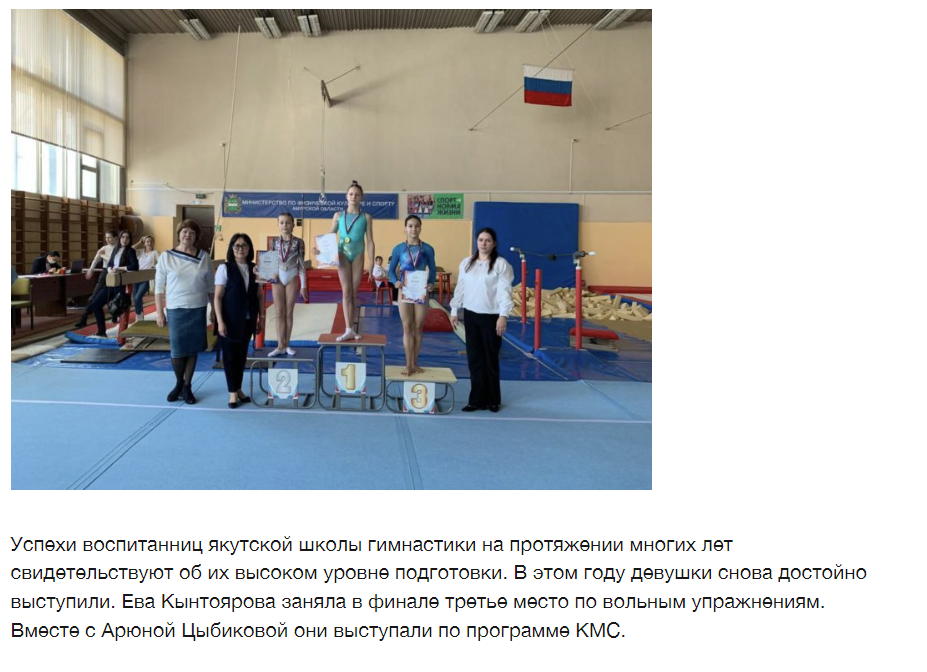 МИНИСТЕРСТВО ПО ФИЗИЧЕСКОЙ КУЛЬТУРЕ И СПОРТУ
АМУРСКОЙ ОБЛАСТИ
СПОРТ
НОРМА
ЖИЗНИ
2
1
3
Успехи воспитанниц якутской школы гимнастики на протяжении многих лет
свидетельствуют об их высоком уровне подготовки. В этом году девушки снова достойно
выступили. Ева Кынтоярова заняла в финале третье место по вольным упражнениям.
Вместе с Арюной Цыбиковой они выступали по программе КМС.